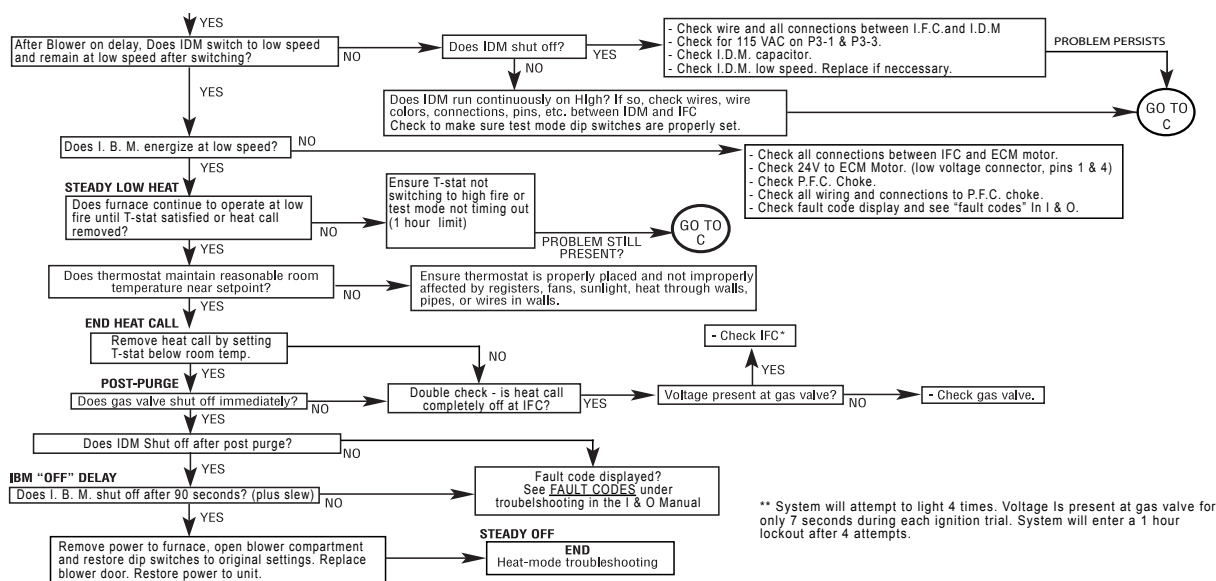 YES
After Blower on delay, Does IDM switch to low speed
and remain at low speed after switching?
NO
Does IDM shut off?
YES
- Check wire and all connections between I.F.C.and I.D.M
- Check for 115 VAC on P3-1 & P3-3.
- Check I.D.M. capacitor.
- Check I.D.M. low speed. Replace if neccessary.
PROBLEM PERSISTS
GO TO
C
NO
Does IDM run continuously on HIgh? If so, check wires, wire
colors, connections, pins, etc. between IDM and IFC
Check to make sure test mode dip switches are properly set.
YES
Does I. B. M. energize at low speed?
NO
- Check all connections between IFC and ECM motor.
- Check 24V to ECM Motor. (low voltage connector, pins 1 & 4)
- Check P.F.C. Choke.
- Check all wiring and connections to P.F.C. choke.
- Check fault code display and see “fault codes” In I & O.
YES
STEADY LOW HEAT
Does furnace continue to operate at low
fire until T-stat satisfied or heat call
removed?
NO
Ensure T-stat not
switching to high fire or
test mode not timing out
(1 hour limit)
PROBLEM STILL
PRESENT?
GO TO
C
YES
Does thermostat maintain reasonable room
temperature near setpoint?
NO
Ensure thermostat is properly placed and not improperly
affected by registers, fans, sunlight, heat through walls,
pipes, or wires in walls.
YES
END HEAT CALL
Remove heat call by setting
T-stat below room temp.
NO
- Check IFC*
YES
YES
POST-PURGE
Does gas valve shut off immediately?
NO
Double check - is heat call
completely off at IFC?
YES
Voltage present at gas valve?
NO
- Check gas valve.
YES
Does IDM Shut off after post purge?
NO
YES
IBM “OFF” DELAY
Does I. B. M. shut off after 90 seconds? (plus slew)
NO
Fault code displayed?
See FAULT CODES under
troubelshooting in the I & O Manual
** System will attempt to light 4 times. Voltage Is present at gas valve for
only 7 seconds during each ignition trial. System will enter a 1 hour
lockout after 4 attempts.
YES
Remove power to furnace, open blower compartment
and restore dip switches to original settings. Replace
blower door. Restore power to unit.
STEADY OFF
END
Heat-mode troubleshooting